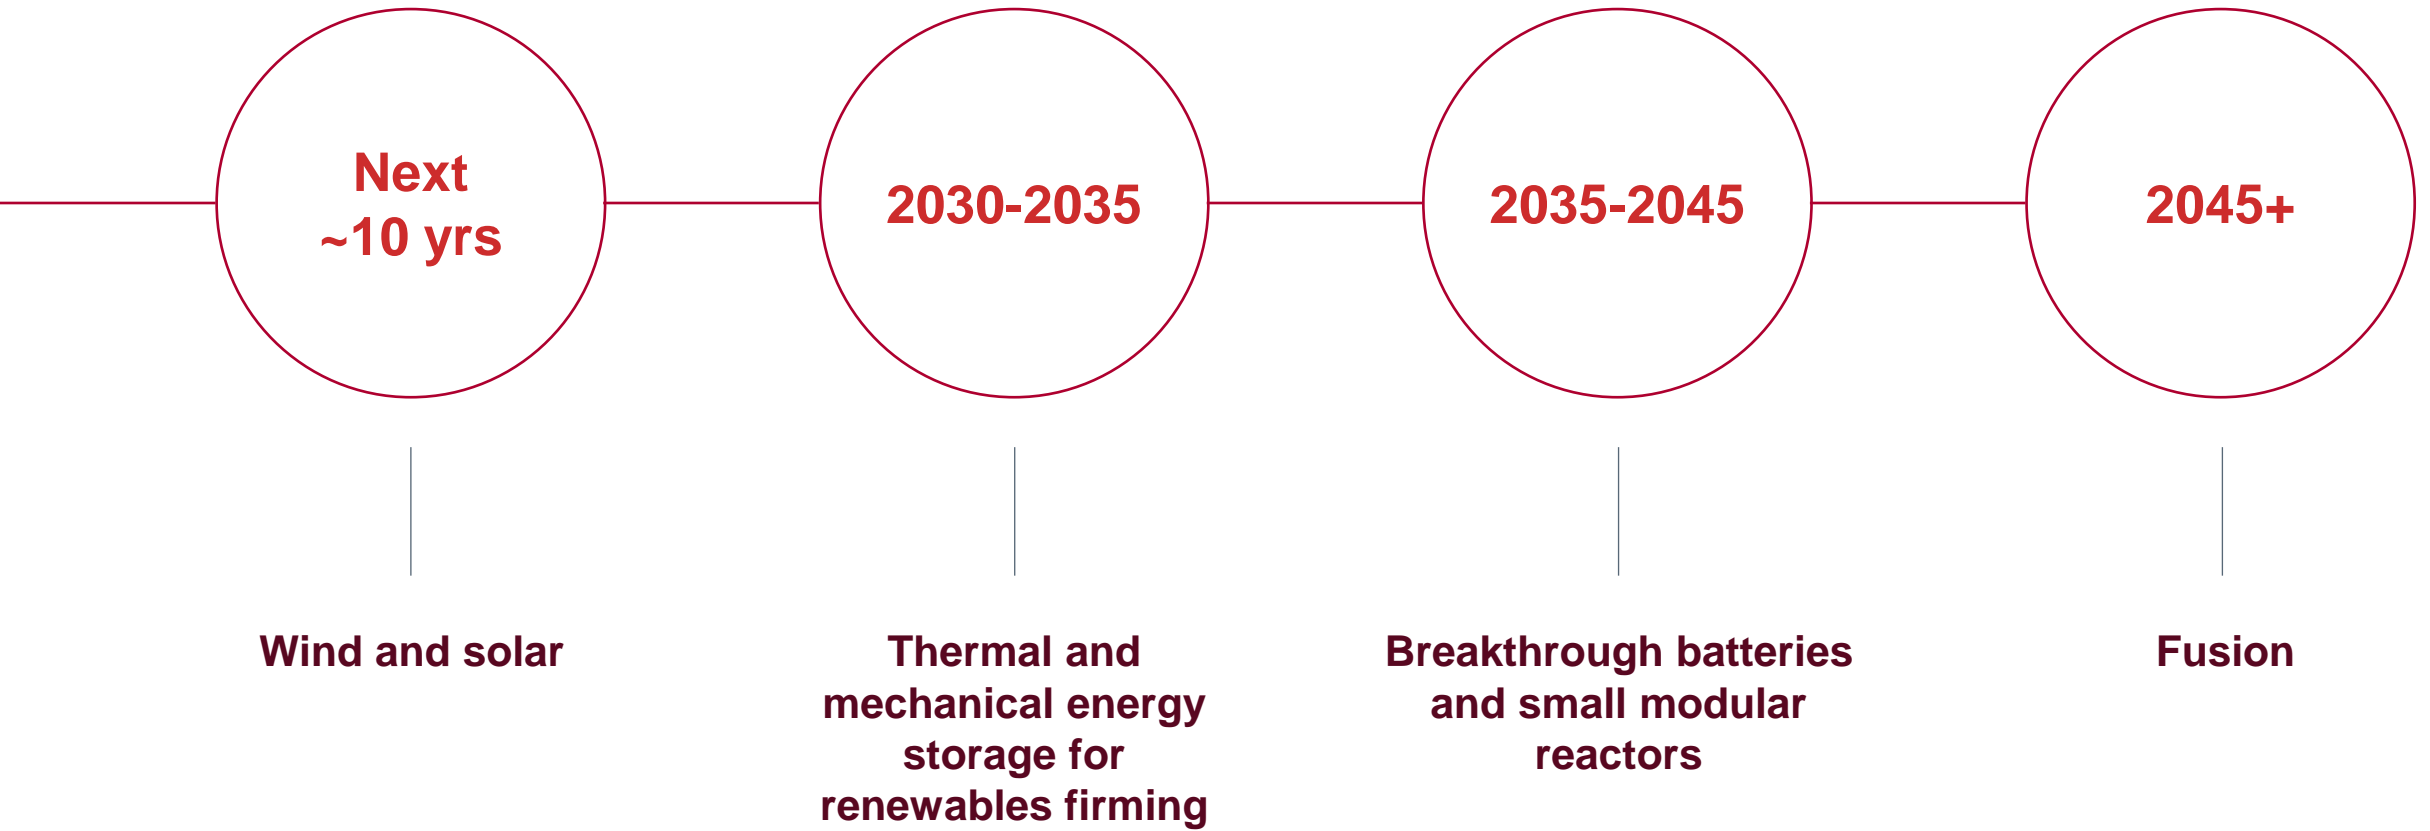 Next
~10 yrs
2030-2035
2035-2045
2045+
Wind and solar
Thermal and
mechanical energy
storage for
renewables firming
Breakthrough batteries
and small modular
reactors
Fusion